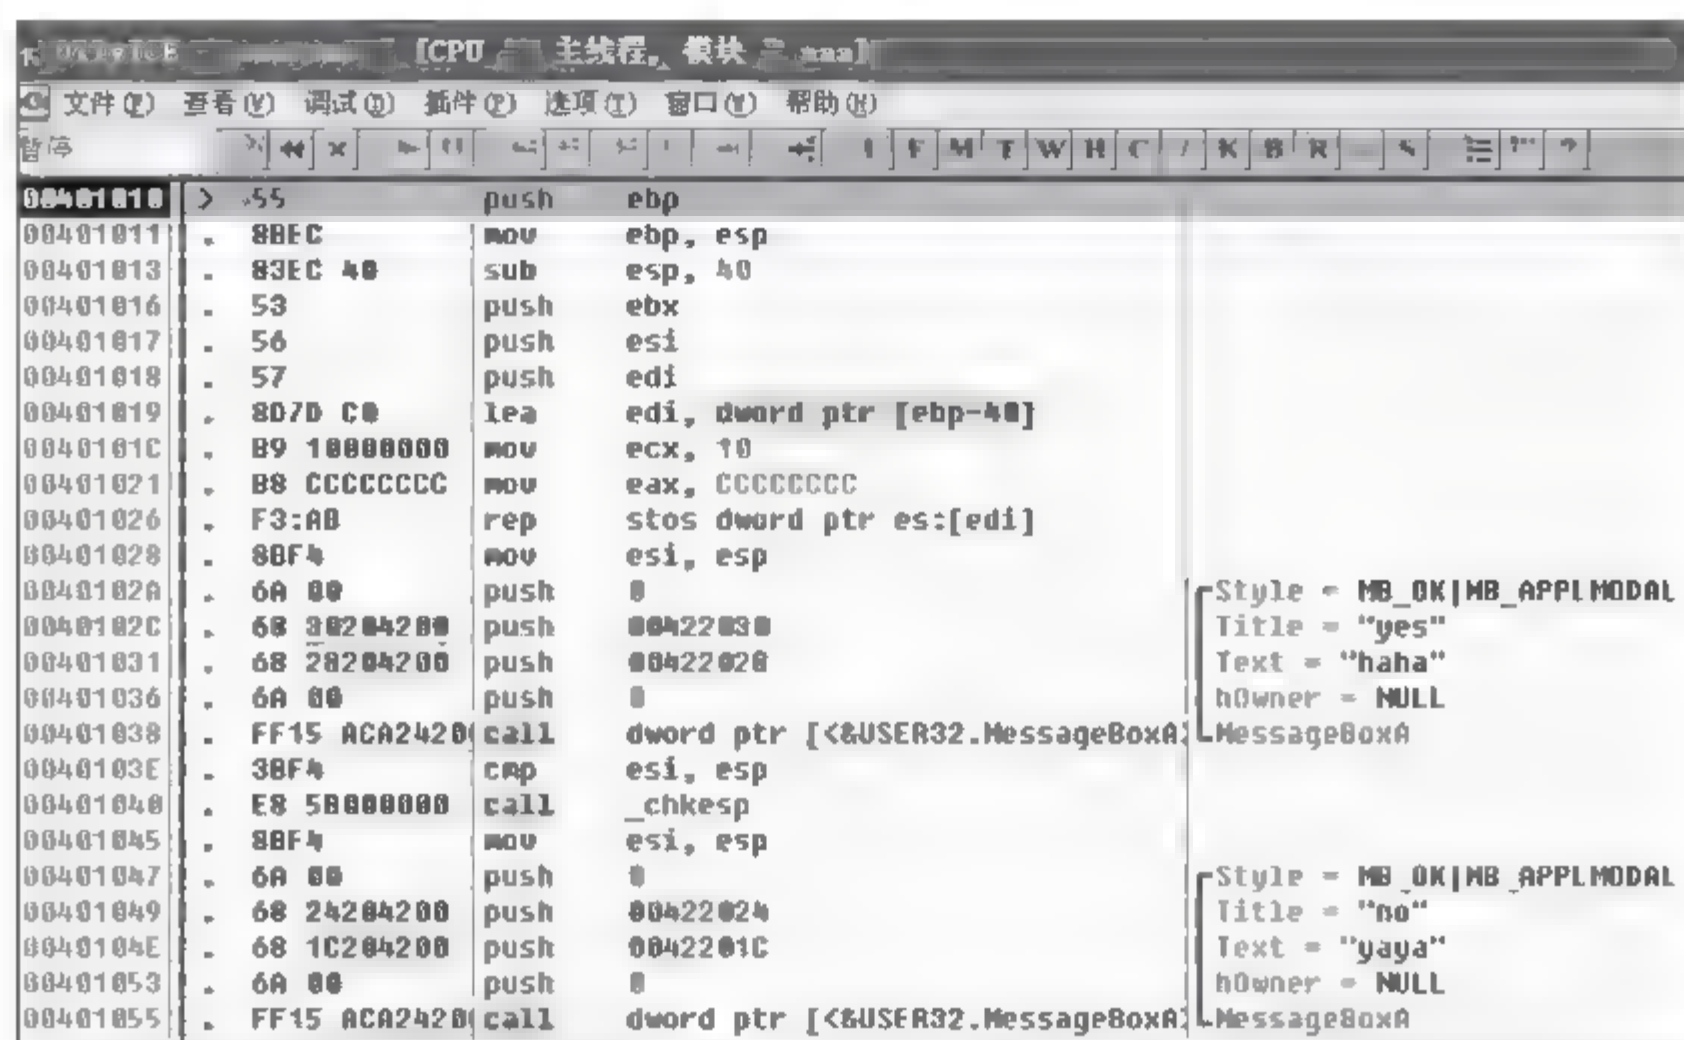 [CPU 主线程, 模块 aaa]
文件(F) 查看(V) 调试(D) 插件(P) 选项(T) 窗口(W) 帮助(H)
暂停 F M T W H C / K B R ?
00401010 > 55 push ebp
00401011 . 8BEC mov ebp, esp
00401013 . 83EC 40 sub esp, 40
00401016 . 53 push ebx
00401017 . 56 push esi
00401018 . 57 push edi
00401019 . 8D7D C0 lea edi, dword ptr [ebp-40]
0040101C . B9 10000000 mov ecx, 10
00401021 . B8 CCCCCCCC mov eax, CCCCCCCC
00401026 . F3:AB rep stos dword ptr es:[edi]
00401028 . 8BF4 mov esi, esp
0040102A . 6A 00 push 0 Style = MB_OK|MB_APPLMODAL
0040102C . 68 30204200 push 00422030 Title = "yes"
00401031 . 68 28204200 push 00422028 Text = "haha"
00401036 . 6A 00 push 0 hOwner = NULL
00401038 . FF15 ACA2420 call dword ptr [<&USER32.MessageBoxA> MessageBoxA
0040103E . 3BF4 cmp esi, esp
00401040 . E8 5B000000 call _chkesp
00401045 . 8BF4 mov esi, esp
00401047 . 6A 00 push 0 Style = MB_OK|MB_APPLMODAL
00401049 . 68 24204200 push 00422024 Title = "no"
0040104E . 68 1C204200 push 0042201C Text = "yaya"
00401053 . 6A 00 push 0 hOwner = NULL
00401055 . FF15 ACA2420 call dword ptr [<&USER32.MessageBoxA> MessageBoxA